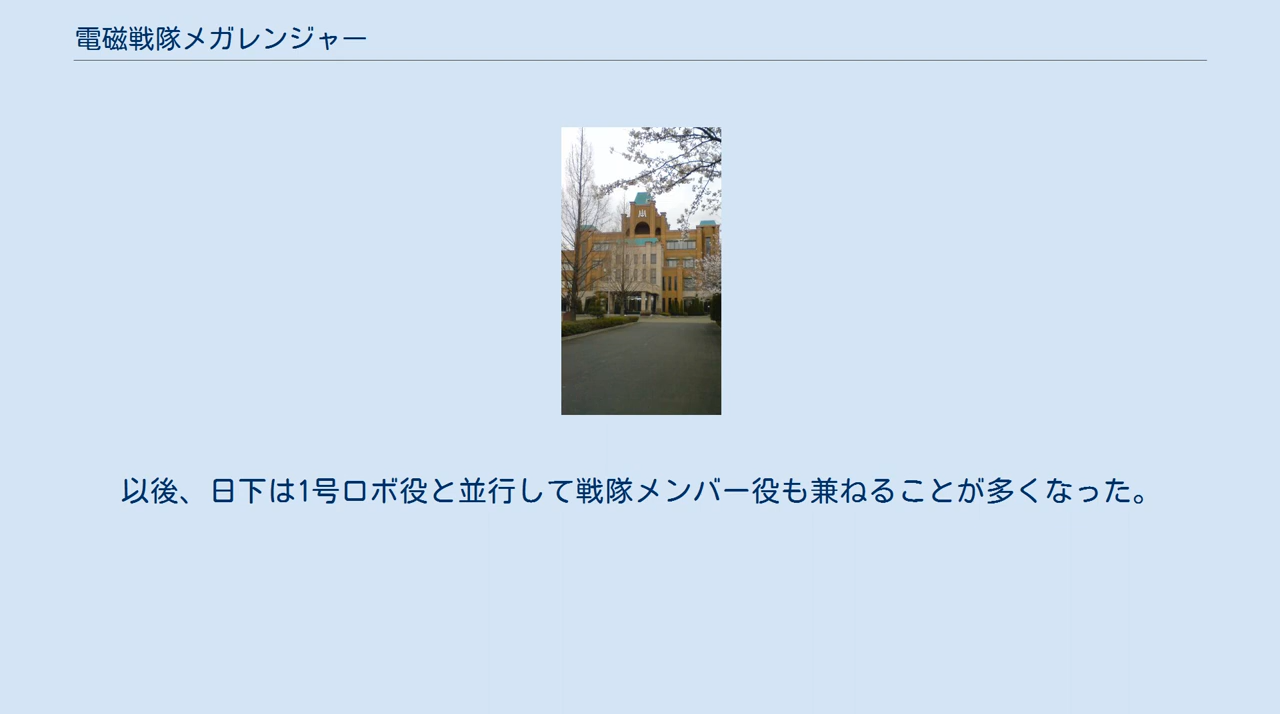 電磁戦隊メガレンジャー
以後、日下は1号ロボ役と並行して戦隊メンバー役も兼ねることが多くなった。